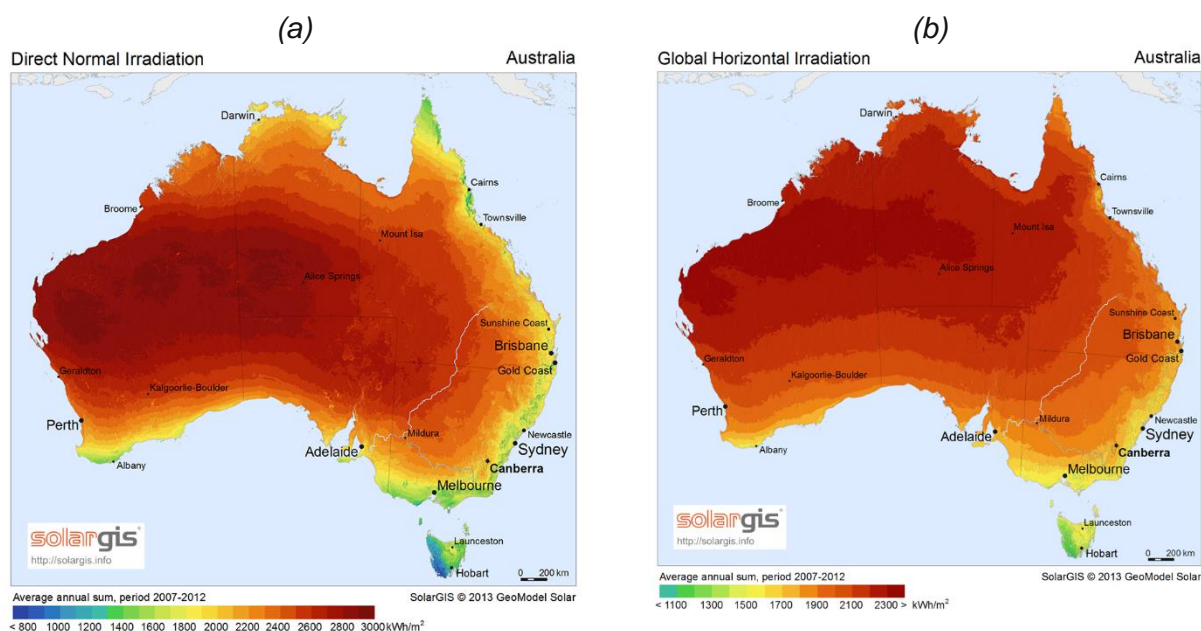 (a)
Direct Normal Irradiation Australia
Darwin
Cairns
Broome
Townsville
Mount Isa
Alice Springs
Sunshine Coast
Brisbane
Gold Coast
Geraldton
Kalgoorlie-Boulder
Perth
Newcastle
Mildura
Sydney
Adelaide
Albany
Canberra
Melbourne
solargis
http://solargis.info
Launceston
Hobart
0 200 km
Average annual sum, period 2007-2012 SolarGIS © 2013 GeoModel Solar
< 800 1000 1200 1400 1600 1800 2000 2200 2400 2600 2800 3000kWh/m²
(b)
Global Horizontal Irradiation Australia
Darwin
Cairns
Broome
Townsville
Mount Isa
Alice Springs
Sunshine Coast
Brisbane
Gold Coast
Geraldton
Kalgoorlie-Boulder
Perth
Newcastle
Mildura
Sydney
Adelaide
Albany
Canberra
Melbourne
solargis
http://solargis.info
Launceston
Hobart
0 200 km
Average annual sum, period 2007-2012 SolarGIS © 2013 GeoModel Solar
< 1100 1300 1500 1700 1900 2100 2300 > kWh/m²